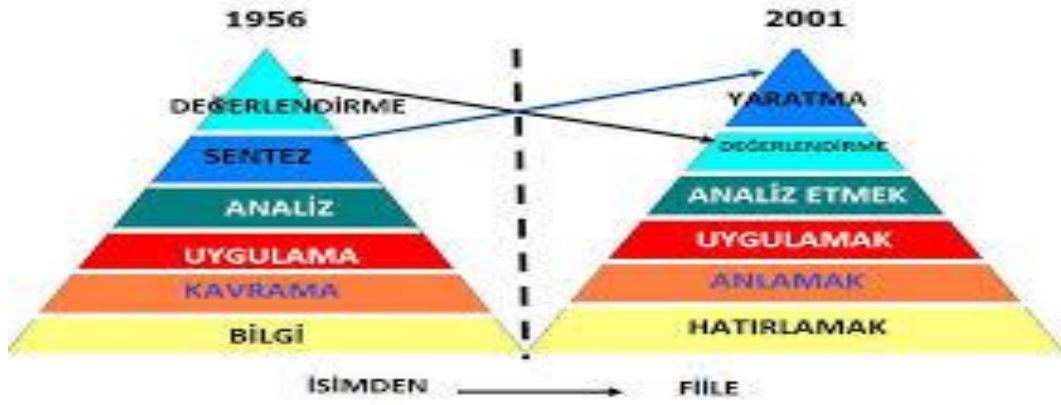 1956
DEĞERLENDİRME
SENTEZ
ANALİZ
UYGULAMA
KAVRAMA
BİLGİ
2001
YARATMA
DEĞERLENDİRME
ANALİZ ETMEK
UYGULAMAK
ANLAMAK
HATIRLAMAK
İSİMDEN FİİLE